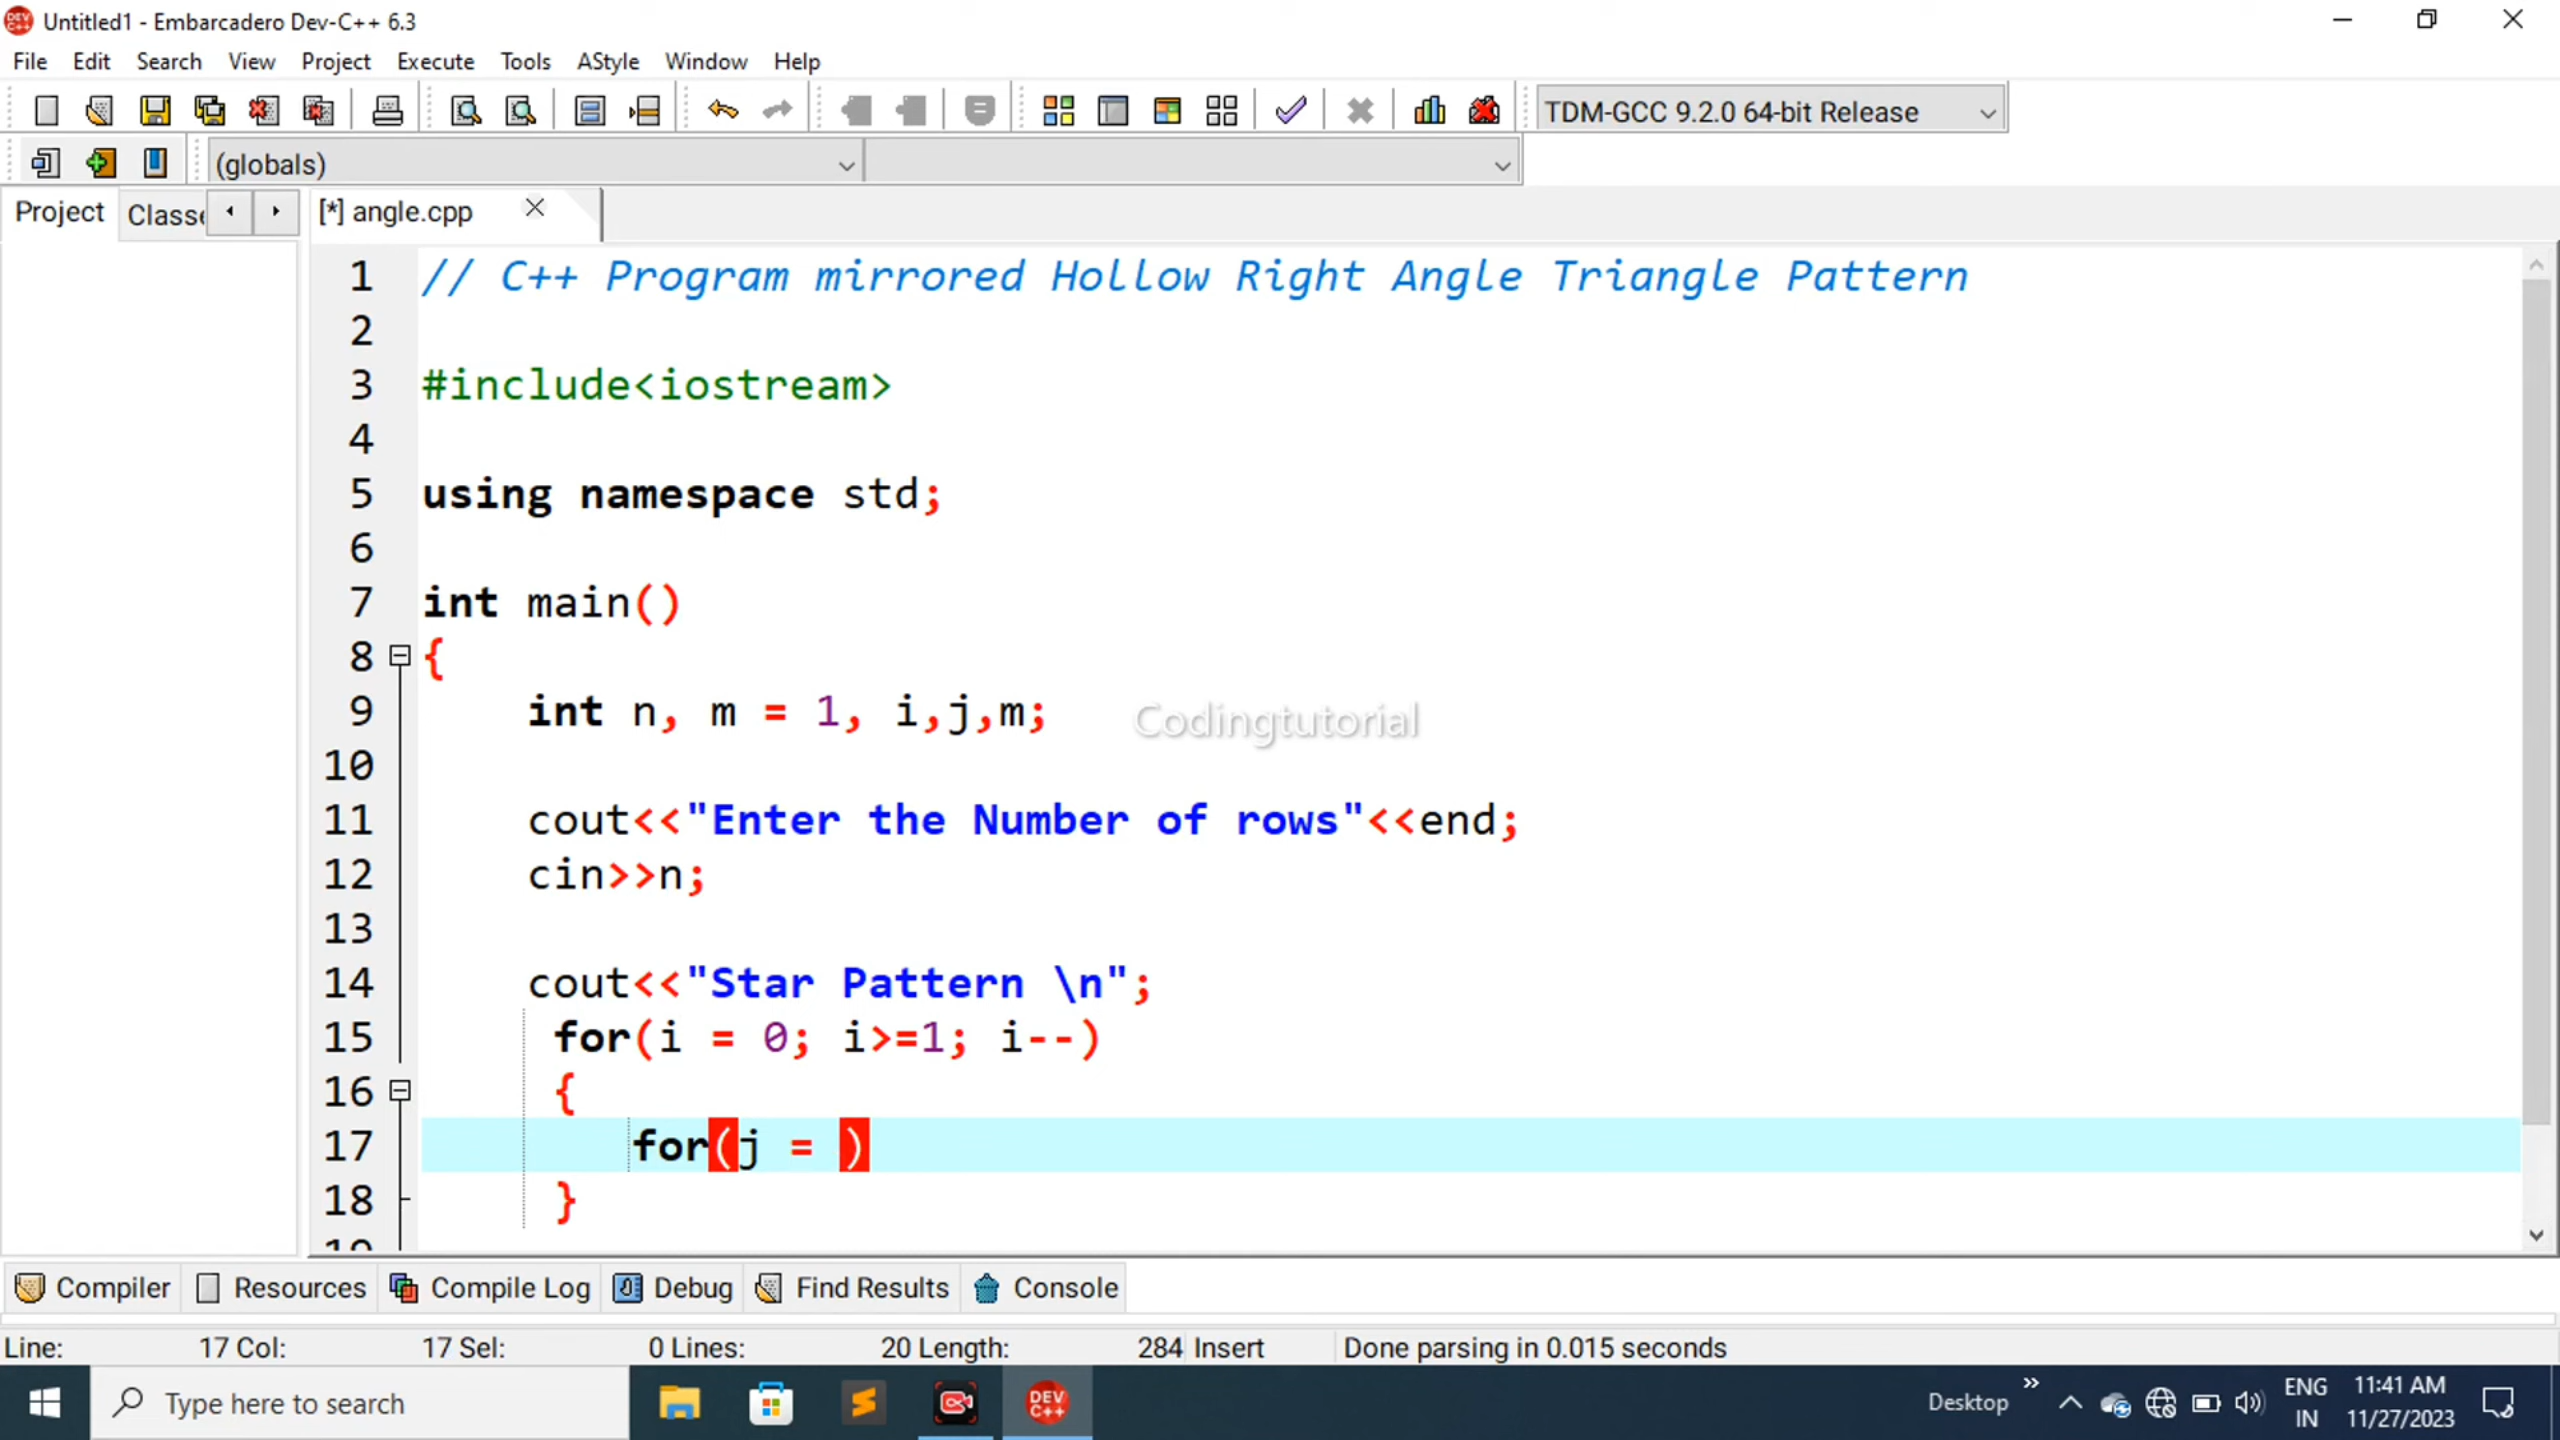 Untitled1 - Embarcadero Dev-C++ 6.3
File Edit Search View Project Execute Tools AStyle Window Help
TDM-GCC 9.2.0 64-bit Release
(globals)
Project Classe [*] angle.cpp
1 // C++ Program mirrored Hollow Right Angle Triangle Pattern
2
3 #include<iostream>
4
5 using namespace std;
6
7 int main()
8 {
9 int n, m = 1, i,j,m;
Codingtutorial
10
11 cout<<"Enter the Number of rows"<<end;
12 cin>>n;
13
14 cout<<"Star Pattern \n";
15 for(i = 0; i>=1; i--)
16 {
17 for(j = )
18 }
19
Compiler Resources Compile Log Debug Find Results Console
Line: 17 Col: 17 Sel: 0 Lines: 20 Length: 284 Insert Done parsing in 0.015 seconds
Type here to search
DEV C++
Desktop
ENG
IN
11:41 AM
11/27/2023